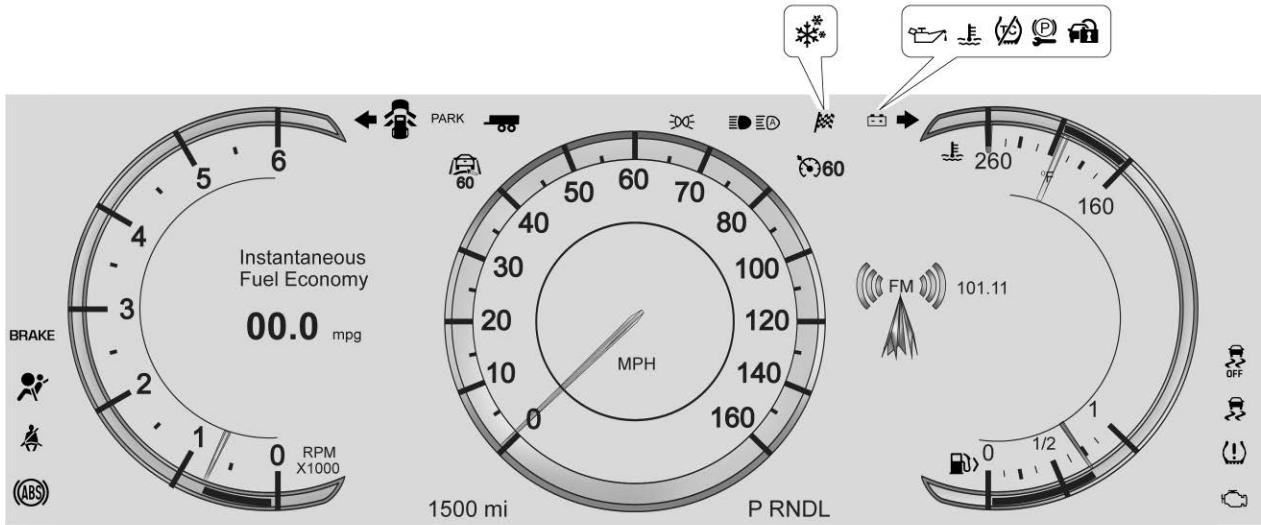 TC
P
PARK
A
60
60
0
1
2
3
4
5
6
RPM
X1000
Instantaneous
Fuel Economy
00.0 mpg
0
10
20
30
40
50
60
70
80
100
120
140
160
MPH
260
°F
160
FM 101.11
0
1/2
1
BRAKE
ABS
OFF
!
1500 mi
P RNDL